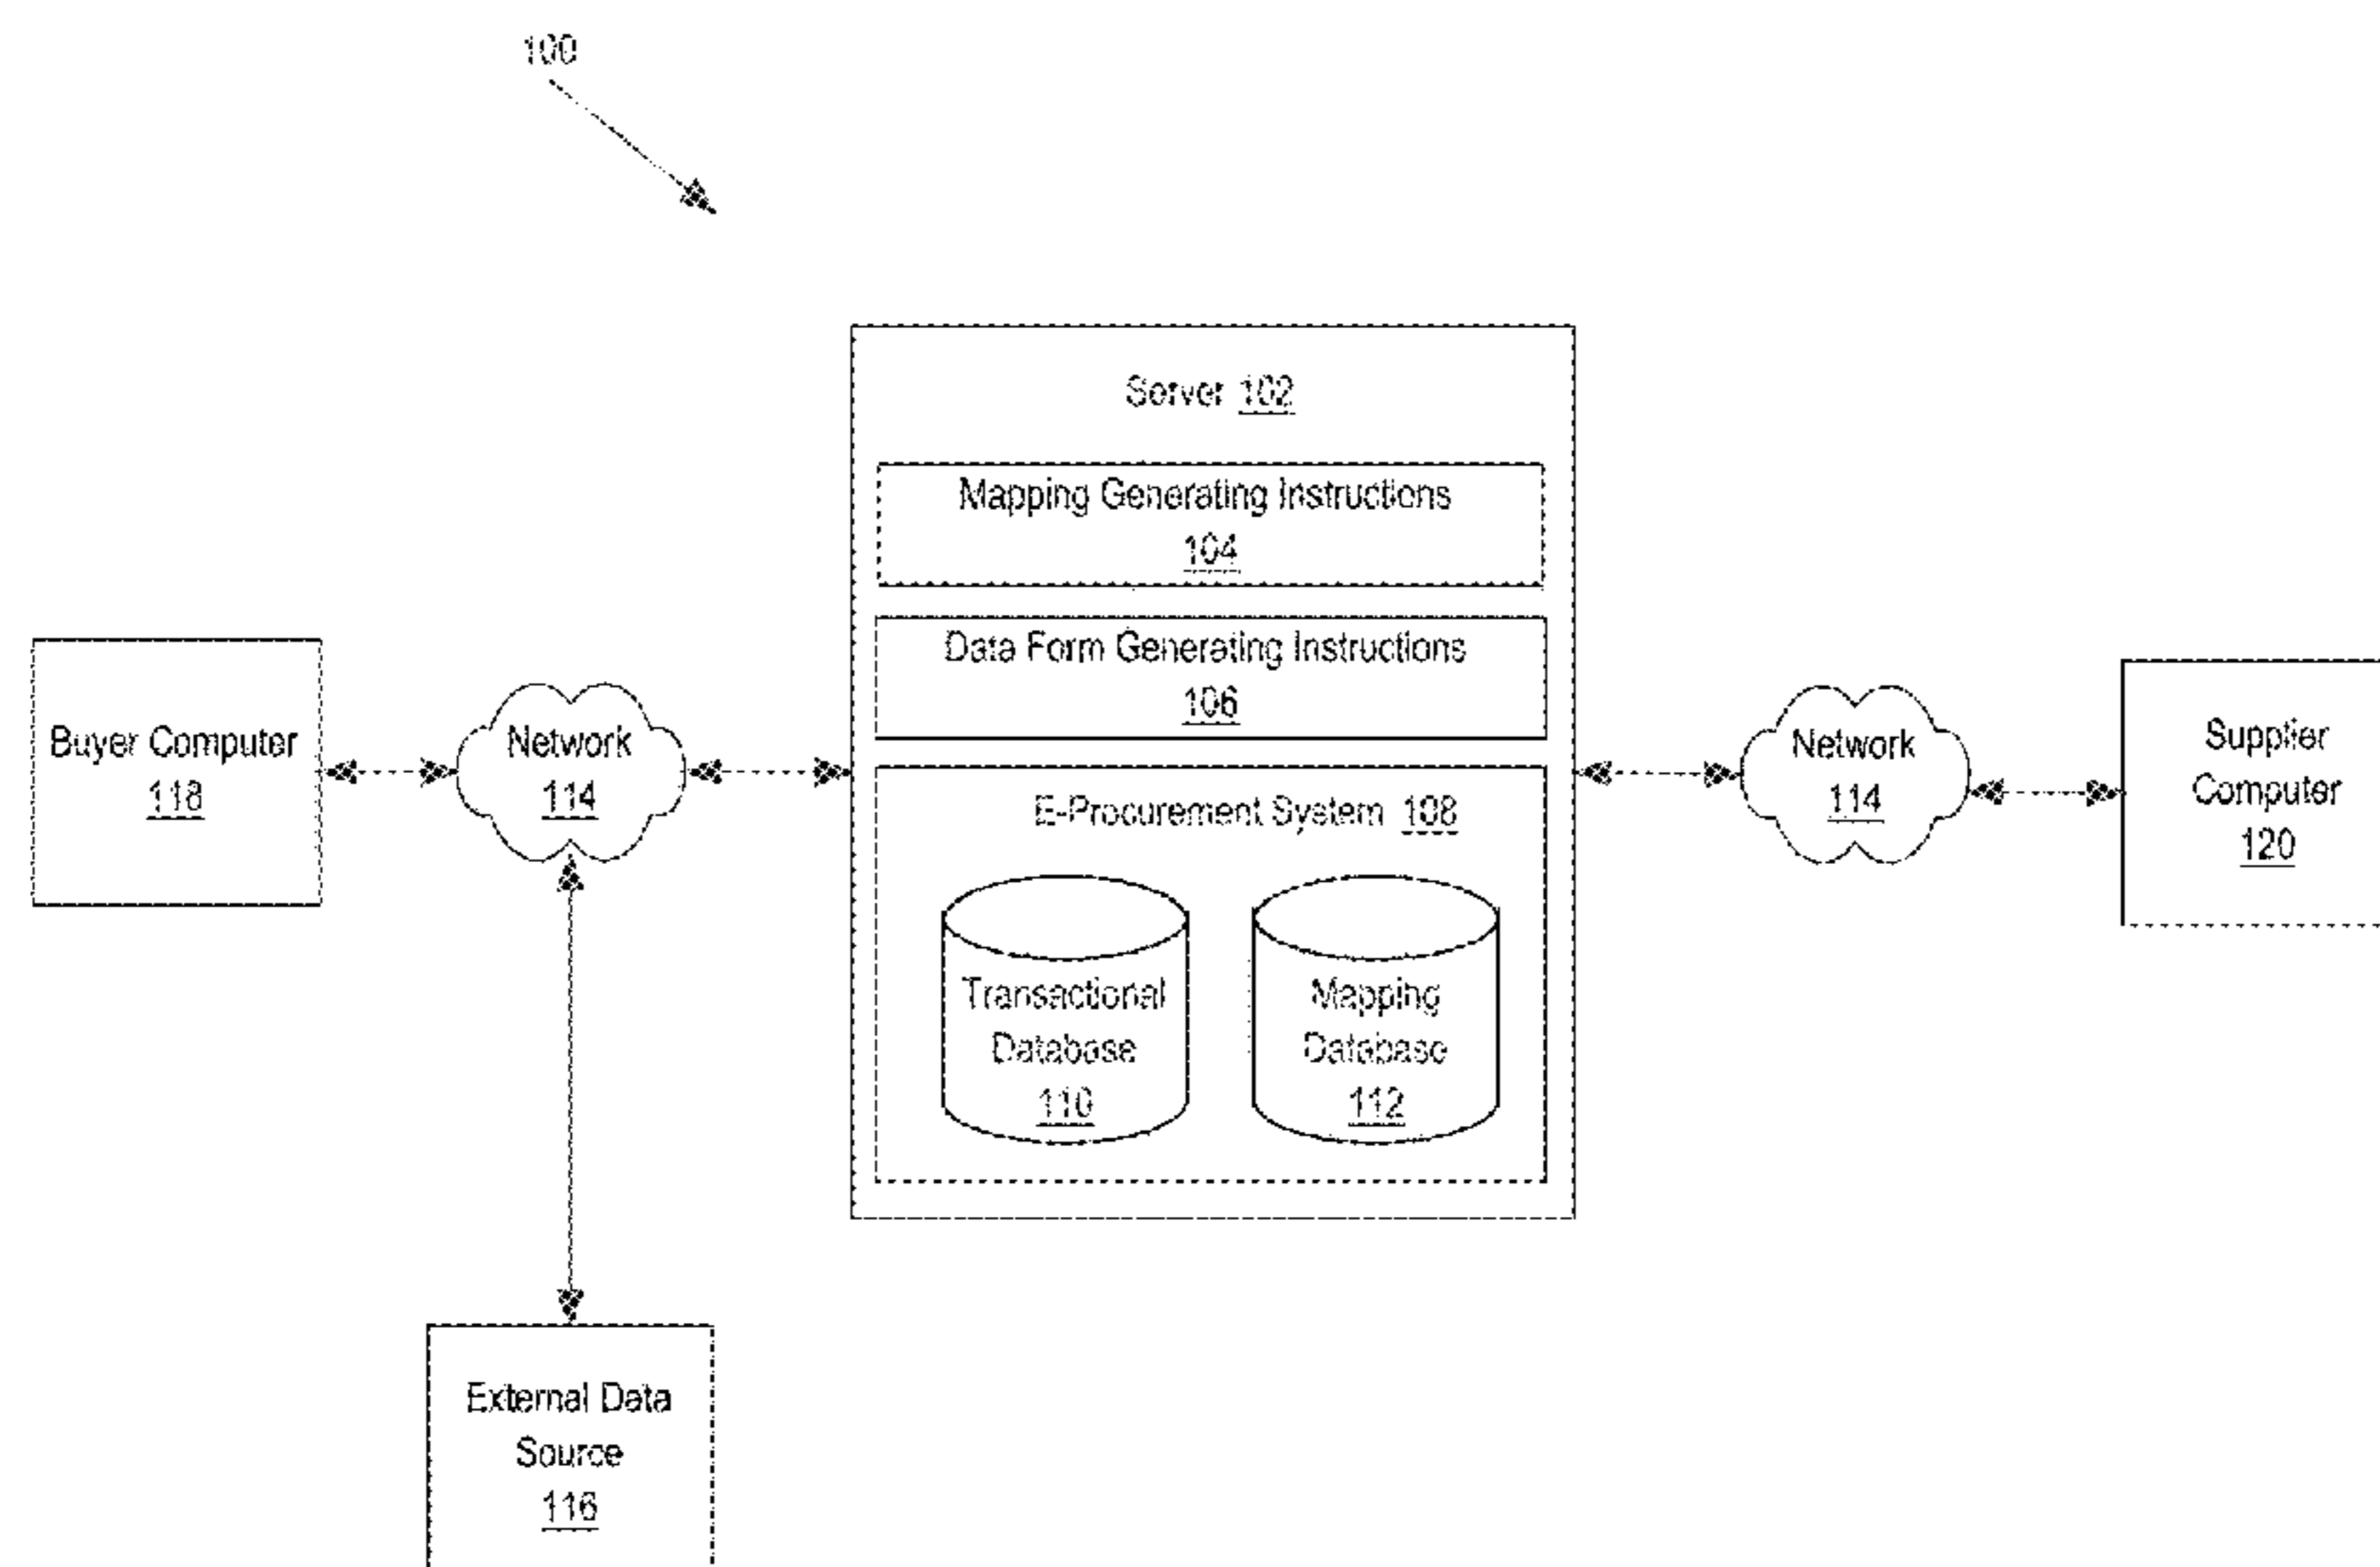 100
Server 102
Mapping Generating Instructions
104
Data Form Generating Instructions
106
Buyer Computer
118
Network
114
E-Procurement System 108
Transactional
Database
110
Mapping
Database
112
Network
114
Supplier
Computer
120
External Data
Source
116